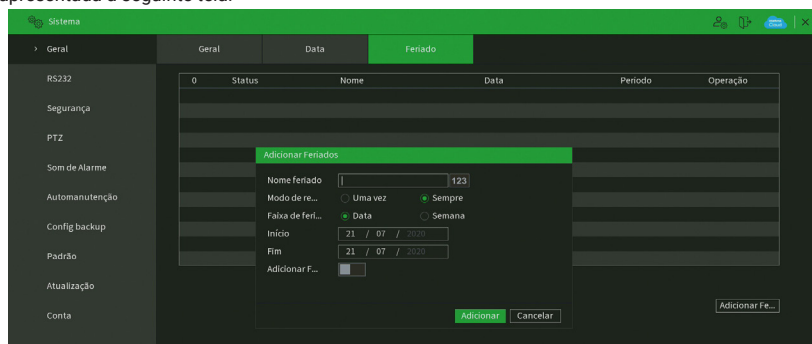 apresentada a seguinte tela:
Sistema
Cloud
Geral
Geral Data Feriado
RS232
0 Status Nome Data Período Operação
Segurança
PTZ
Som de Alarme
Automanutenção
Config backup
Padrão
Atualização
Conta
Adicionar Feriados
Nome feriado 123
Modo de re... Uma vez Sempre
Faixa de feri... Data Semana
Início 21 / 07 / 2020
Fim 21 / 07 / 2020
Adicionar F...
Adicionar Cancelar
Adicionar Fe...